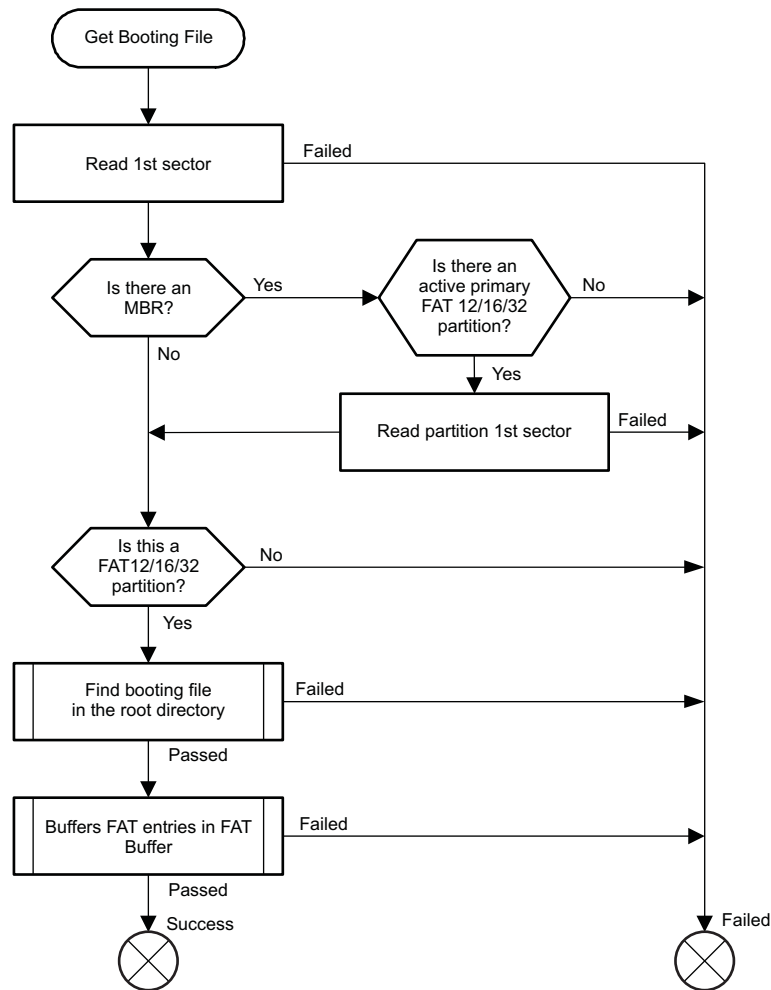 Get Booting File
Read 1st sector
Failed
Is there an
MBR?
Yes
Is there an
active primary
FAT 12/16/32
partition?
No
No
Yes
Read partition 1st sector
Failed
Is this a
FAT12/16/32
partition?
No
Yes
Find booting file
in the root directory
Failed
Passed
Buffers FAT entries in FAT
Buffer
Failed
Passed
Success
Failed